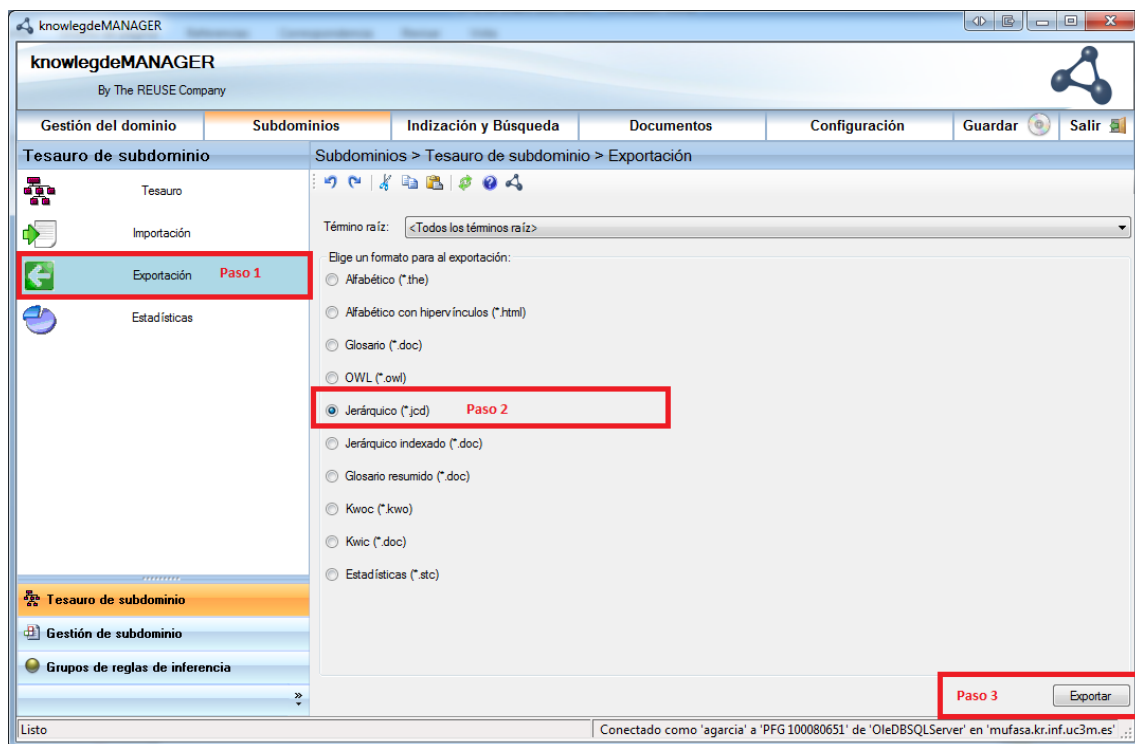 knowlegdeMANAGER
knowlegdeMANAGER
By The REUSE Company
Gestión del dominio Subdominios Indización y Búsqueda Documentos Configuración Guardar Salir
Tesauro de subdominio Subdominios > Tesauro de subdominio > Exportación
Tesauro
Importación
Exportación Paso 1
Estadísticas
Término raíz: <Todos los términos raíz>
Elige un formato para al exportación:
Alfabético (*.the)
Alfabético con hipervínculos (*.html)
Glosario (*.doc)
OWL (*.owl)
Jerárquico (*.jcd) Paso 2
Jerárquico indexado (*.doc)
Glosario resumido (*.doc)
Kwoc (*.kwo)
Kwic (*.doc)
Estadísticas (*.stc)
Tesauro de subdominio
Gestión de subdominio
Grupos de reglas de inferencia
Paso 3 Exportar
Listo Conectado como 'agarcia' a 'PFG 100080651' de 'OleDBSQLServer' en 'mufasa.kr.inf.uc3m.es'